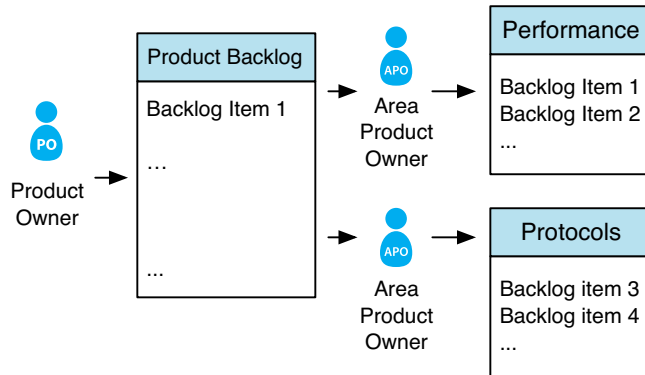 PO
Product
Owner
Product Backlog
Backlog Item 1
...
...
APO
Area
Product
Owner
Performance
Backlog Item 1
Backlog Item 2
...
APO
Area
Product
Owner
Protocols
Backlog item 3
Backlog item 4
...